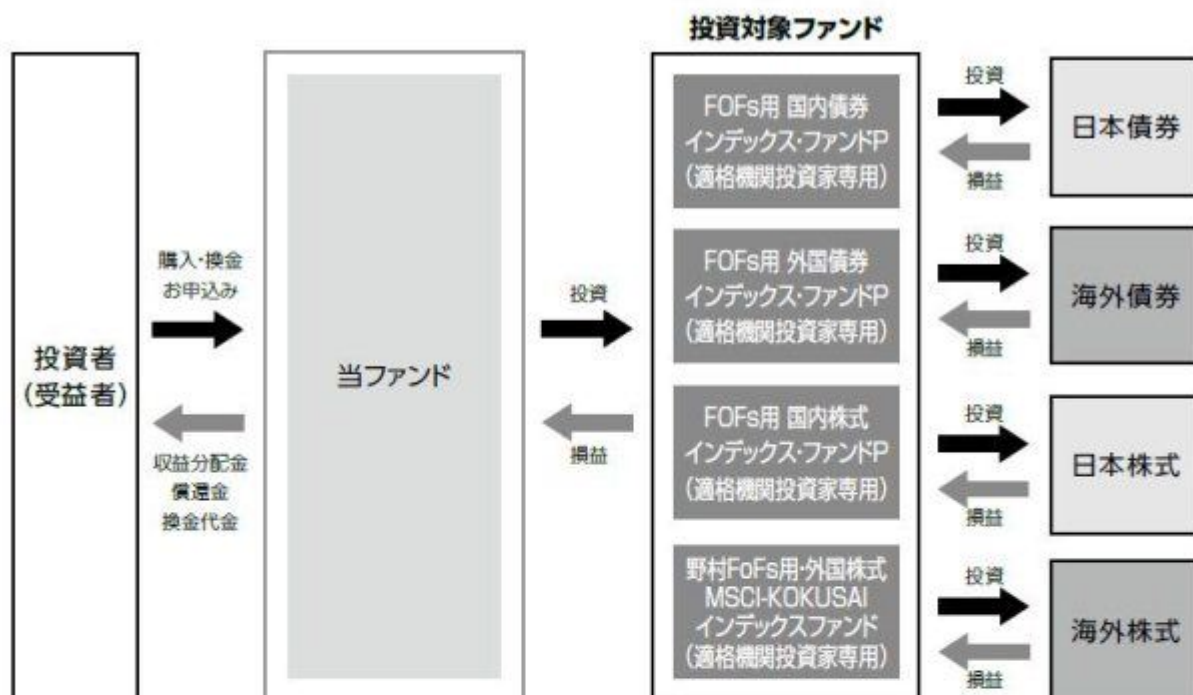 投資対象ファンド
投資者
(受益者)
購入・換金
お申込み
収益分配金
償還金
換金代金
当ファンド
投資
損益
FOFs用 国内債券
インデックス・ファンドP
(適格機関投資家専用)
投資
損益
日本債券
FOFs用 外国債券
インデックス・ファンドP
(適格機関投資家専用)
投資
損益
海外債券
FOFs用 国内株式
インデックス・ファンドP
(適格機関投資家専用)
投資
損益
日本株式
野村FoFs用・外国株式
MSCI-KOKUSAI
インデックスファンド
(適格機関投資家専用)
投資
損益
海外株式